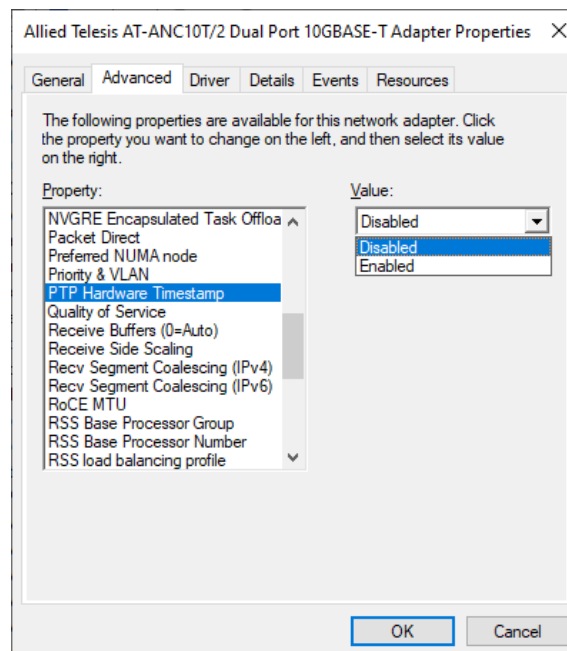 Allied Telesis AT-ANC10T/2 Dual Port 10GBASE-T Adapter Properties
General Advanced Driver Details Events Resources
The following properties are available for this network adapter. Click
the property you want to change on the left, and then select its value
on the right.
Property:
NVGRE Encapsulated Task Offloa
Packet Direct
Preferred NUMA node
Priority & VLAN
PTP Hardware Timestamp
Quality of Service
Receive Buffers (0=Auto)
Receive Side Scaling
Recv Segment Coalescing (IPv4)
Recv Segment Coalescing (IPv6)
RoCE MTU
RSS Base Processor Group
RSS Base Processor Number
RSS load balancing profile
Value:
Disabled
Disabled
Enabled
OK Cancel